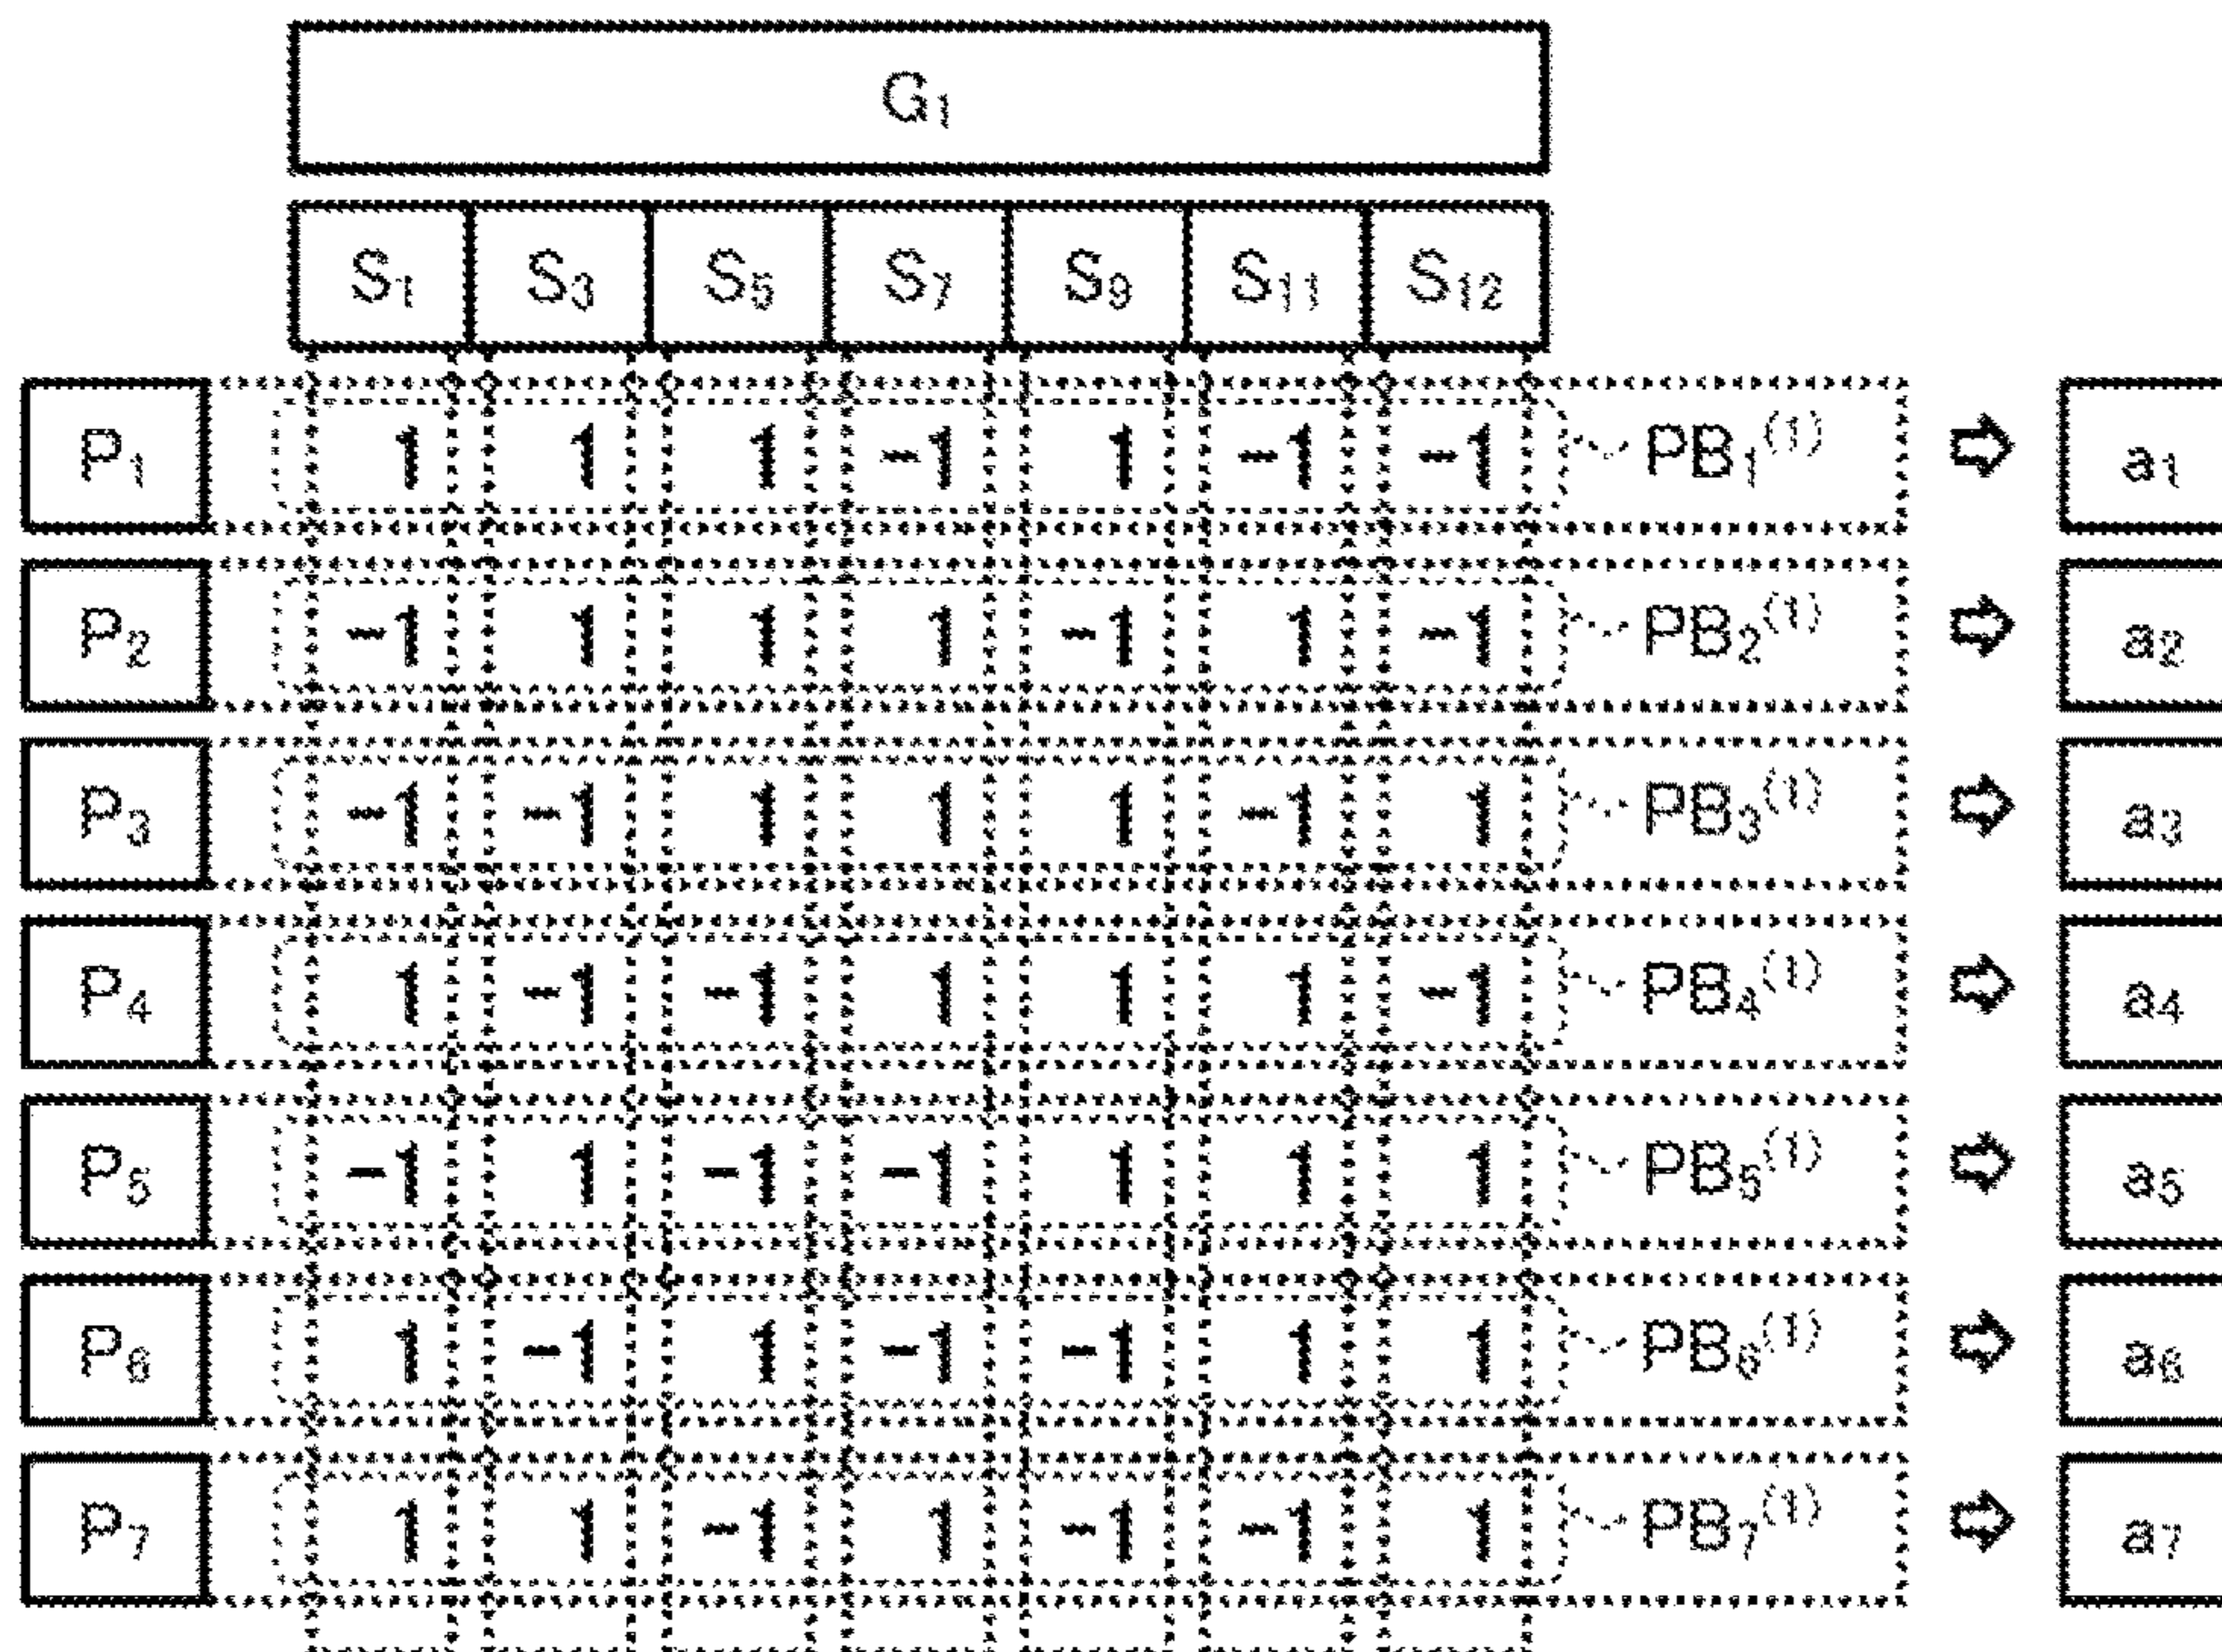 G₁
S₁ S₃ S₅ S₇ S₉ S₁₁ S₁₂
P₁ 1 1 1 -1 1 -1 -1 PB₁⁽¹⁾ ⇨ a₁
P₂ -1 1 1 1 -1 1 -1 PB₂⁽¹⁾ ⇨ a₂
P₃ -1 -1 1 1 1 -1 1 PB₃⁽¹⁾ ⇨ a₃
P₄ 1 -1 -1 1 1 1 -1 PB₄⁽¹⁾ ⇨ a₄
P₅ -1 1 -1 -1 1 1 1 PB₅⁽¹⁾ ⇨ a₅
P₆ 1 -1 1 -1 -1 1 1 PB₆⁽¹⁾ ⇨ a₆
P₇ 1 1 -1 1 -1 -1 1 PB₇⁽¹⁾ ⇨ a₇